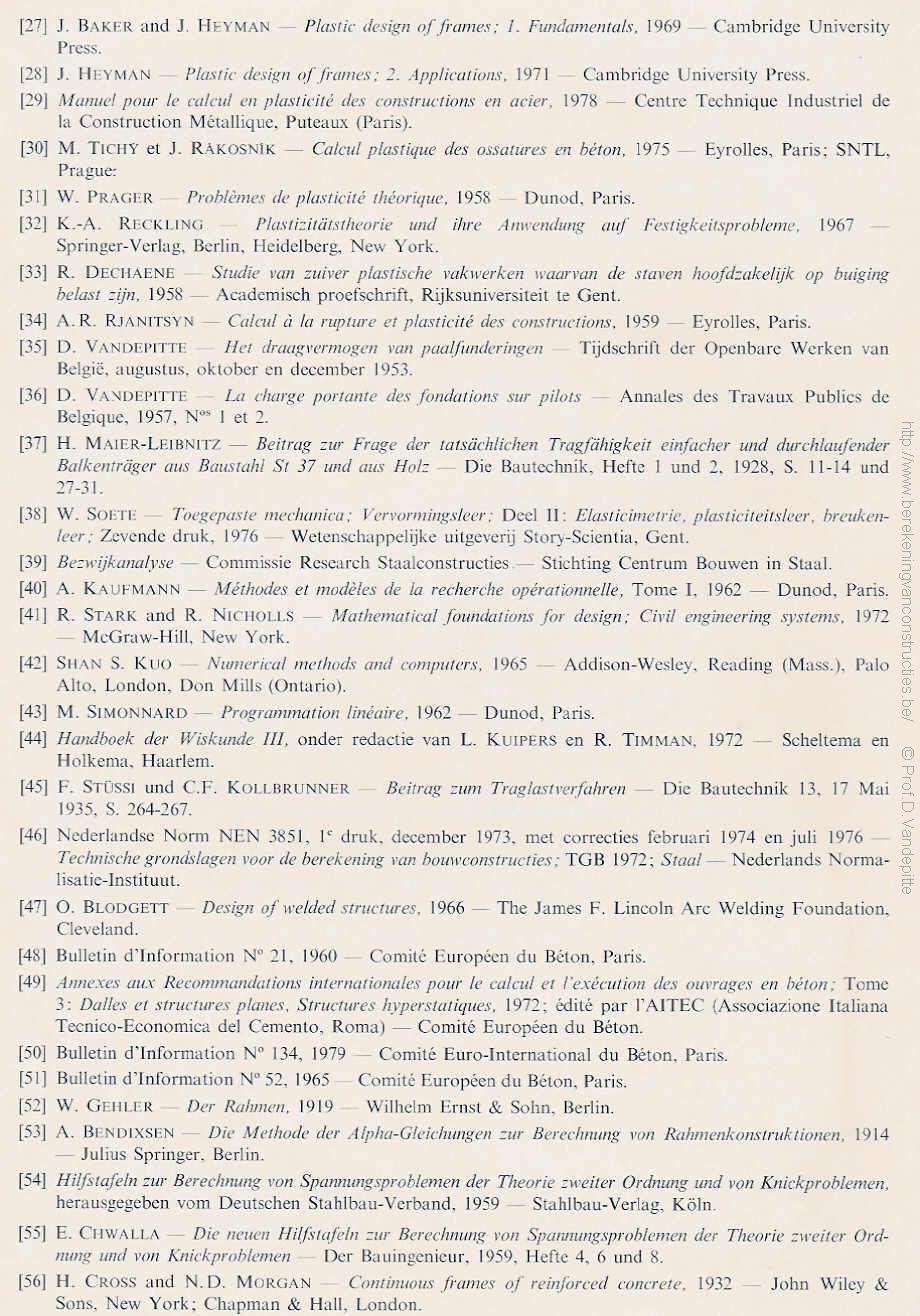 [27] J. BAKER and J. HEYMAN — Plastic design of frames; 1. Fundamentals, 1969 — Cambridge University
Press.
[28] J. HEYMAN — Plastic design of frames; 2. Applications, 1971 — Cambridge University Press.
[29] Manuel pour le calcul en plasticité des constructions en acier, 1978 — Centre Technique Industriel de
la Construction Métallique, Puteaux (Paris).
[30] M. TICHÝ et J. RÁKOSNÍK — Calcul plastique des ossatures en béton, 1975 — Eyrolles, Paris; SNTL,
Prague.
[31] W. PRAGER — Problèmes de plasticité théorique, 1958 — Dunod, Paris.
[32] K.-A. RECKLING — Plastizitätstheorie und ihre Anwendung auf Festigkeitsprobleme, 1967 —
Springer-Verlag, Berlin, Heidelberg, New York.
[33] R. DECHAENE — Studie van zuiver plastische vakwerken waarvan de staven hoofdzakelijk op buiging
belast zijn, 1958 — Academisch proefschrift, Rijksuniversiteit te Gent.
[34] A.R. RJANITSYN — Calcul à la rupture et plasticité des constructions, 1959 — Eyrolles, Paris.
[35] D. VANDEPITTE — Het draagvermogen van paalfunderingen — Tijdschrift der Openbare Werken van
België, augustus, oktober en december 1953.
[36] D. VANDEPITTE — La charge portante des fondations sur pilots — Annales des Travaux Publics de
Belgique, 1957, Nos 1 et 2.
[37] H. MAIER-LEIBNITZ — Beitrag zur Frage der tatsächlichen Tragfähigkeit einfacher und durchlaufender
Balkenträger aus Baustahl St 37 und aus Holz — Die Bautechnik, Hefte 1 und 2, 1928, S. 11-14 und
27-31.
[38] W. SOETE — Toegepaste mechanica; Vervormingsleer; Deel II: Elasticimetrie, plasticiteitsleer, breuken-
leer; Zevende druk, 1976 — Wetenschappelijke uitgeverij Story-Scientia, Gent.
[39] Bezwijkanalyse — Commissie Research Staalconstructies — Stichting Centrum Bouwen in Staal.
[40] A. KAUFMANN — Méthodes et modèles de la recherche opérationnelle, Tome I, 1962 — Dunod, Paris.
[41] R. STARK and R. NICHOLLS — Mathematical foundations for design; Civil engineering systems, 1972
— McGraw-Hill, New York.
[42] SHAN S. KUO — Numerical methods and computers, 1965 — Addison-Wesley, Reading (Mass.), Palo
Alto, London, Don Mills (Ontario).
[43] M. SIMONNARD — Programmation linéaire, 1962 — Dunod, Paris.
[44] Handboek der Wiskunde III, onder redactie van L. KUIPERS en R. TIMMAN, 1972 — Scheltema en
Holkema, Haarlem.
[45] F. STÜSSI und C.F. KOLLBRUNNER — Beitrag zum Traglastverfahren — Die Bautechnik 13, 17 Mai
1935, S. 264-267.
[46] Nederlandse Norm NEN 3851, 1e druk, december 1973, met correcties februari 1974 en juli 1976 —
Technische grondslagen voor de berekening van bouwconstructies; TGB 1972; Staal — Nederlands Norma-
lisatie-Instituut.
[47] O. BLODGETT — Design of welded structures, 1966 — The James F. Lincoln Arc Welding Foundation,
Cleveland.
[48] Bulletin d'Information No 21, 1960 — Comité Européen du Béton, Paris.
[49] Annexes aux Recommandations internationales pour le calcul et l'exécution des ouvrages en béton; Tome
3: Dalles et structures planes, Structures hyperstatiques, 1972; édité par l'AITEC (Associazione Italiana
Tecnico-Economica del Cemento, Roma) — Comité Européen du Béton.
[50] Bulletin d'Information No 134, 1979 — Comité Euro-International du Béton, Paris.
[51] Bulletin d'Information No 52, 1965 — Comité Européen du Béton, Paris.
[52] W. GEHLER — Der Rahmen, 1919 — Wilhelm Ernst & Sohn, Berlin.
[53] A. BENDIXSEN — Die Methode der Alpha-Gleichungen zur Berechnung von Rahmenkonstruktionen, 1914
— Julius Springer, Berlin.
[54] Hilfstafeln zur Berechnung von Spannungsproblemen der Theorie zweiter Ordnung und von Knickproblemen,
herausgegeben vom Deutschen Stahlbau-Verband, 1959 — Stahlbau-Verlag, Köln.
[55] E. CHWALLA — Die neuen Hilfstafeln zur Berechnung von Spannungsproblemen der Theorie zweiter Ord-
nung und von Knickproblemen — Der Bauingenieur, 1959, Hefte 4, 6 und 8.
[56] H. CROSS and N.D. MORGAN — Continuous frames of reinforced concrete, 1932 — John Wiley &
Sons, New York; Chapman & Hall, London.
http://www.berekeningvanconstructies.be/ © Prof D Vandepitte